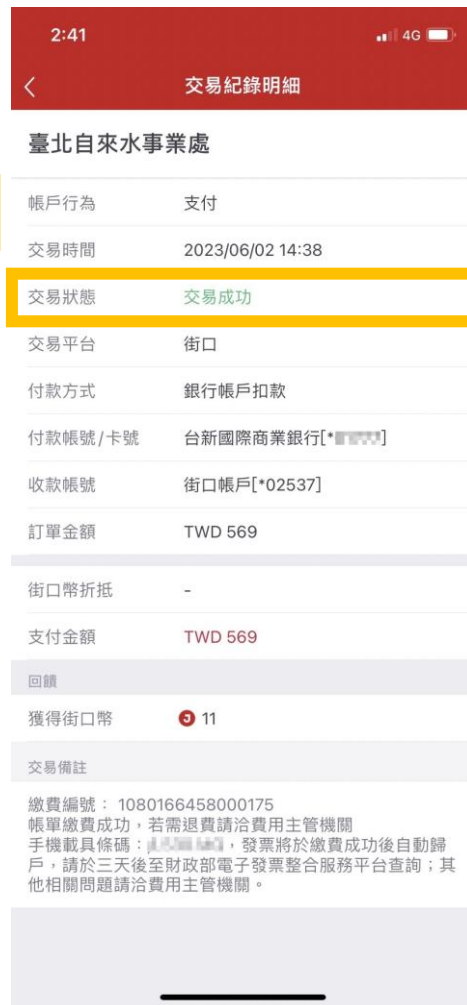 2:41
4G
交易紀錄明細
臺北自來水事業處
帳戶行為 支付
交易時間 2023/06/02 14:38
交易狀態 交易成功
交易平台 街口
付款方式 銀行帳戶扣款
付款帳號/卡號 台新國際商業銀行[* ]
收款帳號 街口帳戶[*02537]
訂單金額 TWD 569
街口幣折抵 -
支付金額 TWD 569
回饋
獲得街口幣 J 11
交易備註
繳費編號： 1080166458000175
帳單繳費成功，若需退費請洽費用主管機關
手機載具條碼： ，發票將於繳費成功後自動歸
戶，請於三天後至財政部電子發票整合服務平台查詢；其
他相關問題請洽費用主管機關。